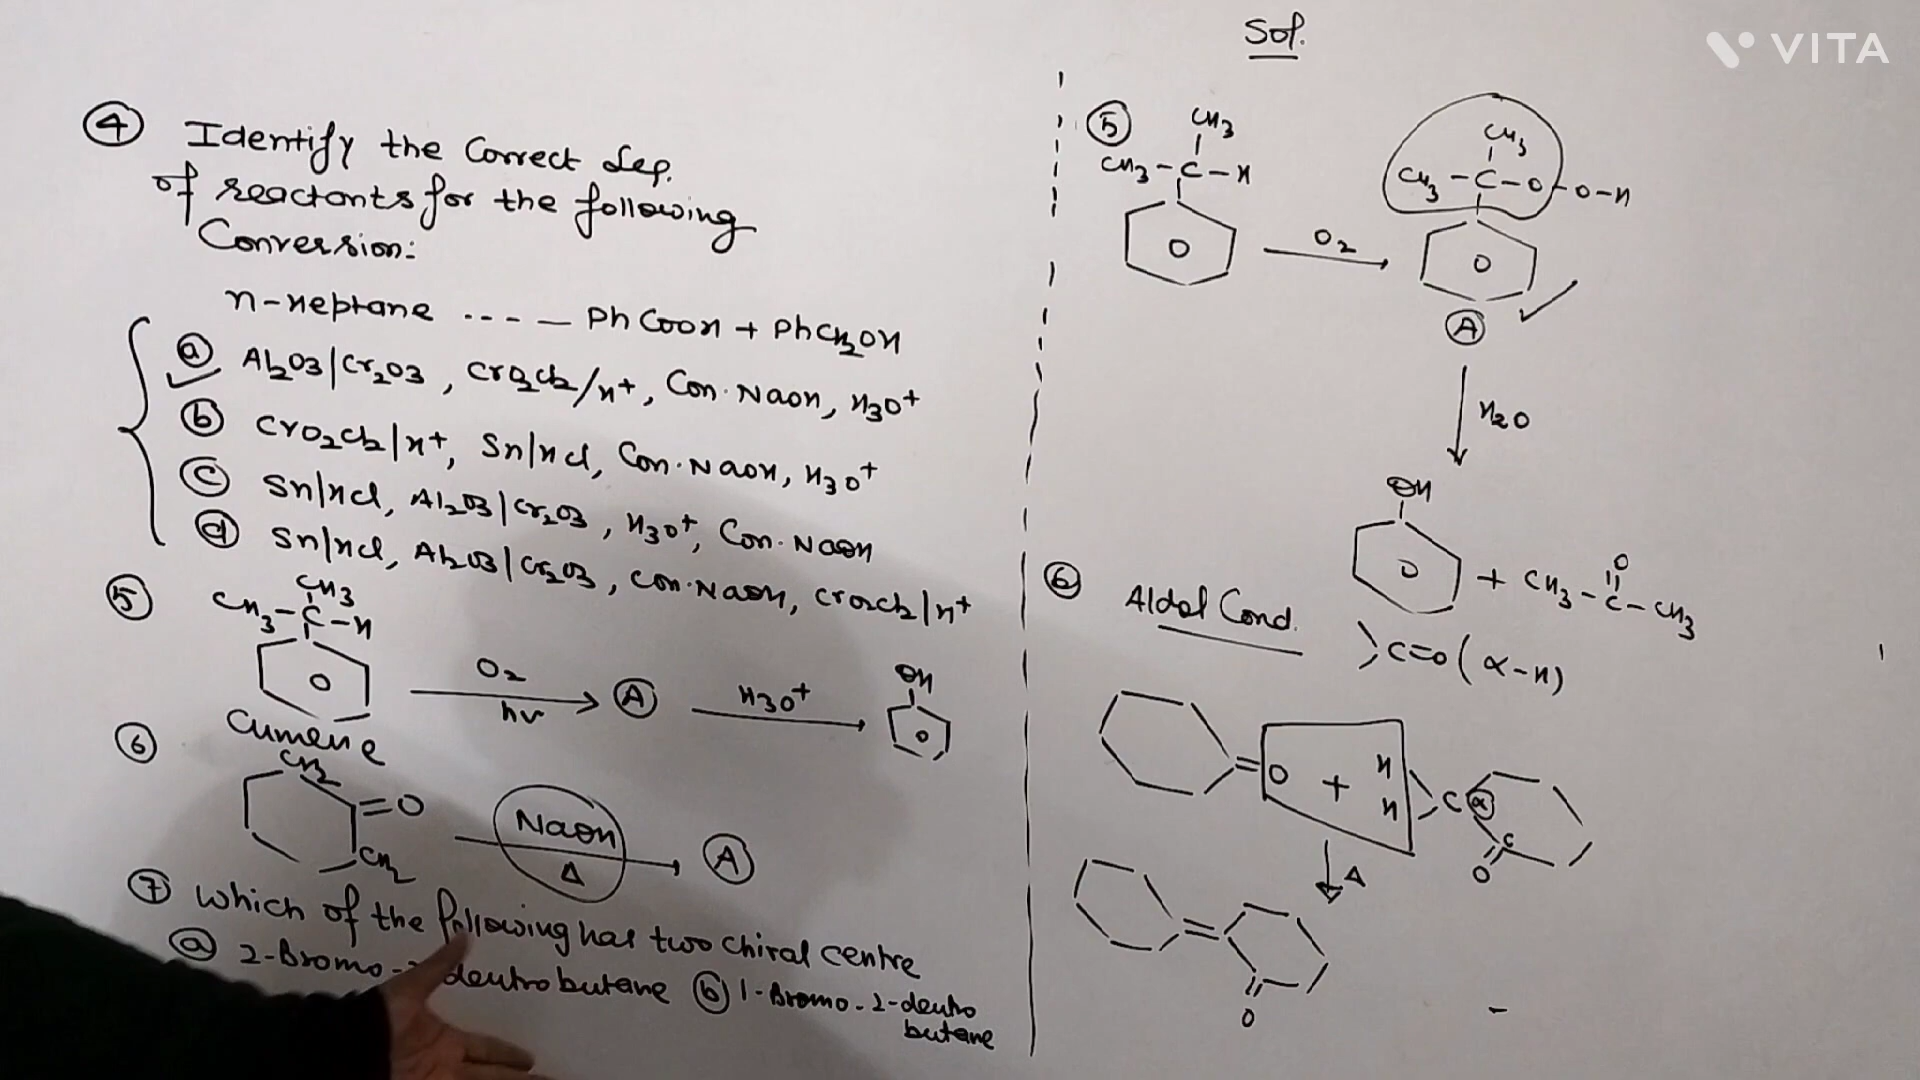 VITA
④ Identify the Correct Seq.
of reactants for the following
Conversion:
n-Heptane ---- — PhCOOH + PhCH2OH
ⓐ Al2O3|Cr2O3, CrO2Cl2/H+, Con. NaOH, H3O+
ⓑ CrO2Cl2|H+, Sn|HCl, Con. NaOH, H3O+
ⓒ Sn|HCl, Al2O3|Cr2O3, H3O+, Con. NaOH
ⓓ Sn|HCl, Al2O3|Cr2O3, Con. NaOH, CrO2Cl2|H+
⑤ CH3-C-H
CH3
O2
hν
Ⓐ
H3O+
OH
Cumene
⑥ CH2
=O
CH2
NaOH
Δ
Ⓐ
⑦ Which of the following has two chiral centre
ⓐ 2-Bromo- deutro butane ⓑ 1-Bromo-2-deutro
butane
Sol.
⑤ CH3
CH3-C-H
O2
CH3
CH3-C-O-O-H
Ⓐ
H2O
OH
+ CH3-C-CH3
O
⑥ Aldol Cond.
>C=O (α-H)
=O + H
H
C α
C
O
Δ
O